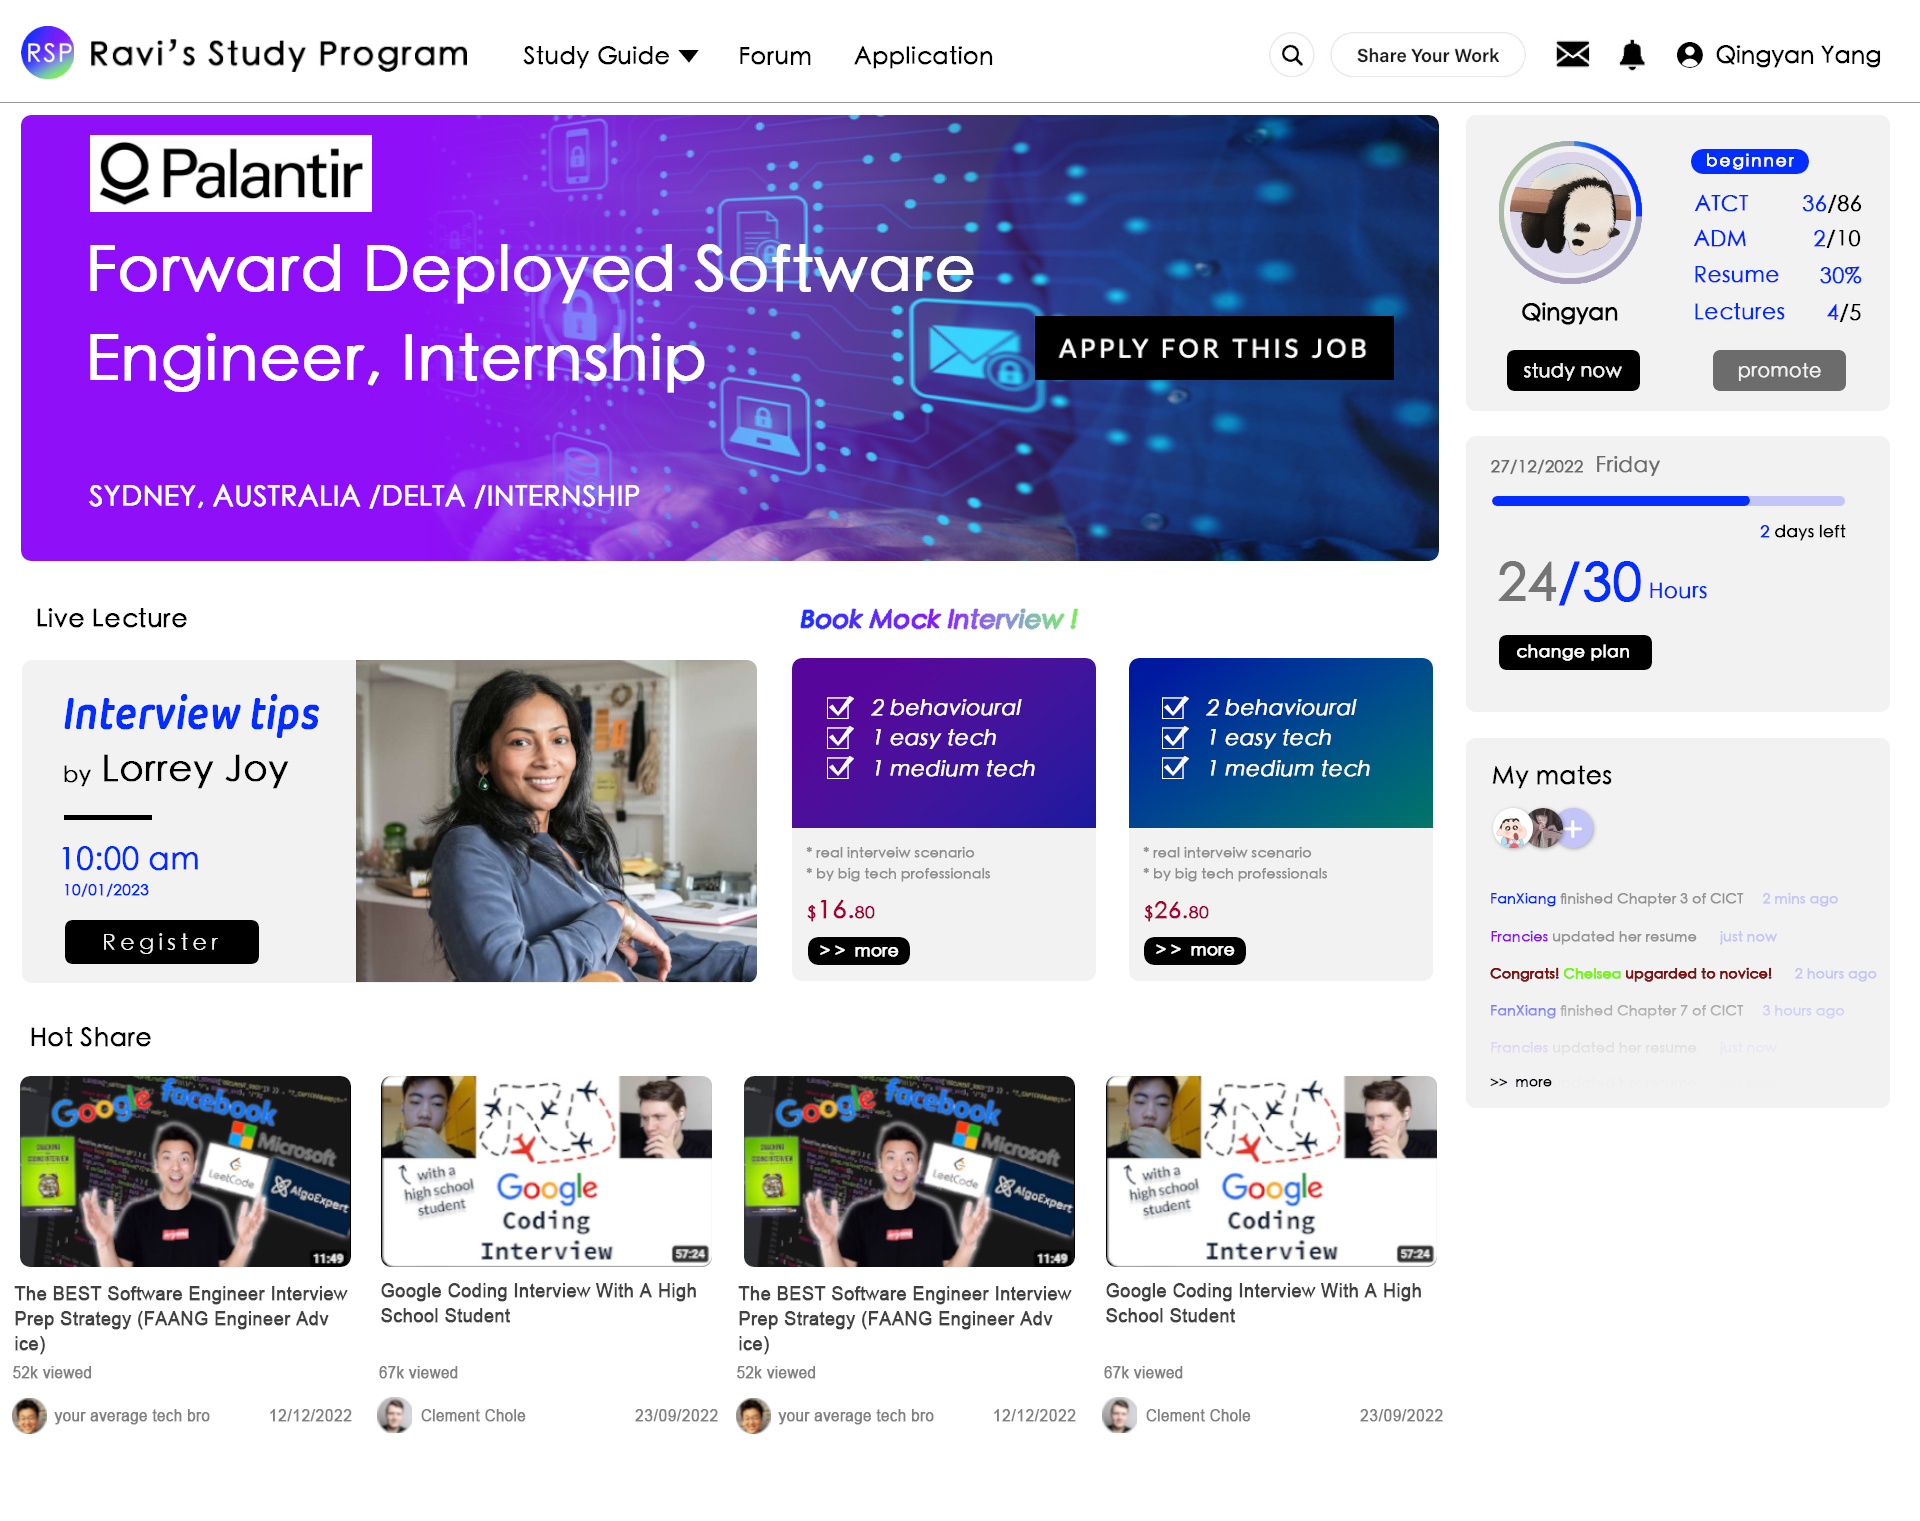 RSP Ravi's Study Program
Study Guide
Forum
Application
Share Your Work
Qingyan Yang
Palantir
Forward Deployed Software
Engineer, Internship
APPLY FOR THIS JOB
SYDNEY, AUSTRALIA /DELTA /INTERNSHIP
beginner
ATCT 36/86
ADM 2/10
Resume 30%
Lectures 4/5
Qingyan
study now
promote
27/12/2022 Friday
2 days left
24/30 Hours
change plan
My mates
FanXiang finished Chapter 3 of CICT 2 mins ago
Francies updated her resume just now
Congrats! Chelsea upgarded to novice! 2 hours ago
FanXiang finished Chapter 7 of CICT 3 hours ago
Francies updated her resume just now
>> more
Live Lecture
Interview tips
by Lorrey Joy
10:00 am
10/01/2023
Register
Book Mock Interview !
2 behavioural
1 easy tech
1 medium tech
* real interveiw scenario
* by big tech professionals
$16.80
>> more
2 behavioural
1 easy tech
1 medium tech
* real interveiw scenario
* by big tech professionals
$26.80
>> more
Hot Share
Google facebook
Microsoft
LeetCode
AlgoExpert
CODING INTERVIEW
11:49
The BEST Software Engineer Interview
Prep Strategy (FAANG Engineer Adv
ice)
52k viewed
your average tech bro 12/12/2022
with a
high school
student
Google
Coding
Interview
57:24
Google Coding Interview With A High
School Student
67k viewed
Clement Chole 23/09/2022
Google facebook
Microsoft
LeetCode
AlgoExpert
CODING INTERVIEW
11:49
The BEST Software Engineer Interview
Prep Strategy (FAANG Engineer Adv
ice)
52k viewed
your average tech bro 12/12/2022
with a
high school
student
Google
Coding
Interview
57:24
Google Coding Interview With A High
School Student
67k viewed
Clement Chole 23/09/2022